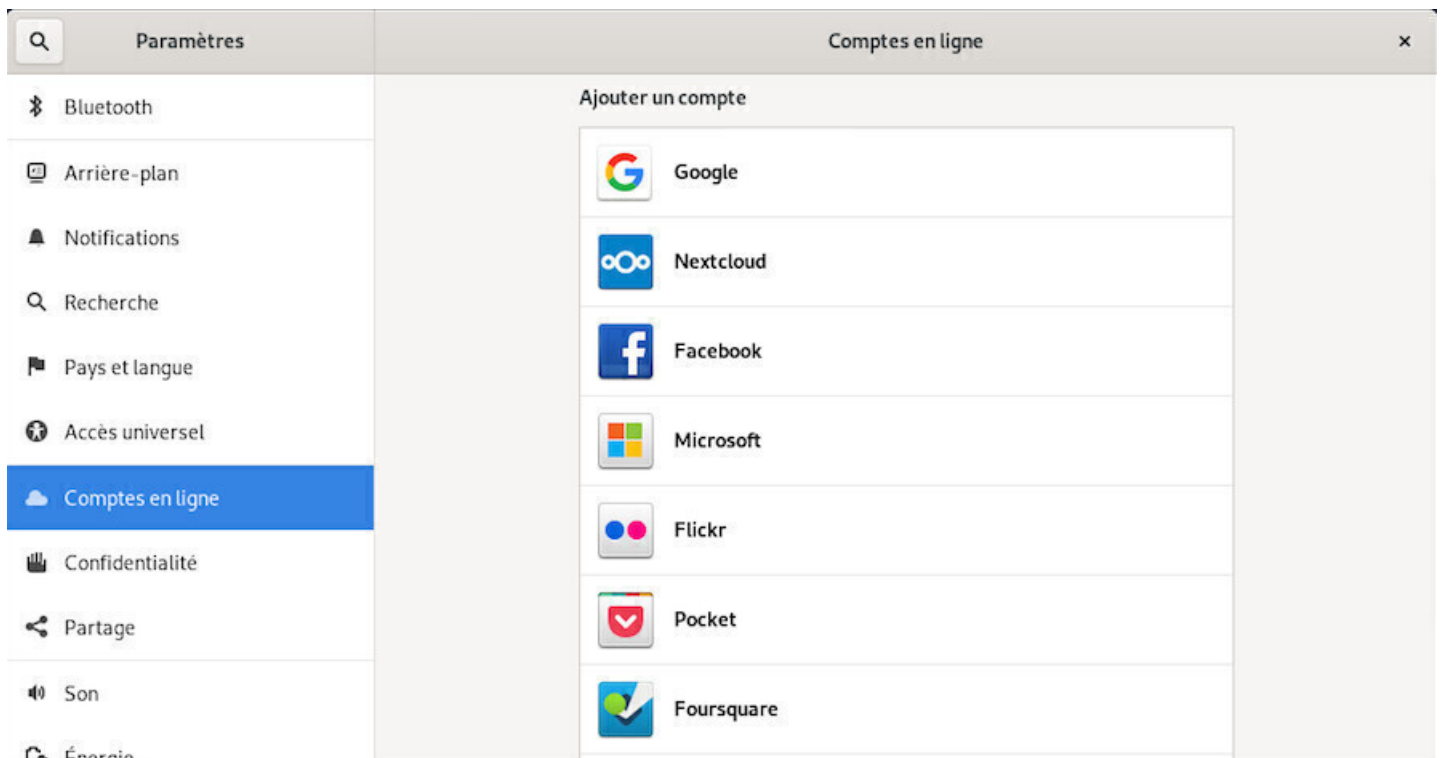 Paramètres
Comptes en ligne
Bluetooth
Arrière-plan
Notifications
Recherche
Pays et langue
Accès universel
Comptes en ligne
Confidentialité
Partage
Son
Énergie
Ajouter un compte
Google
Nextcloud
Facebook
Microsoft
Flickr
Pocket
Foursquare